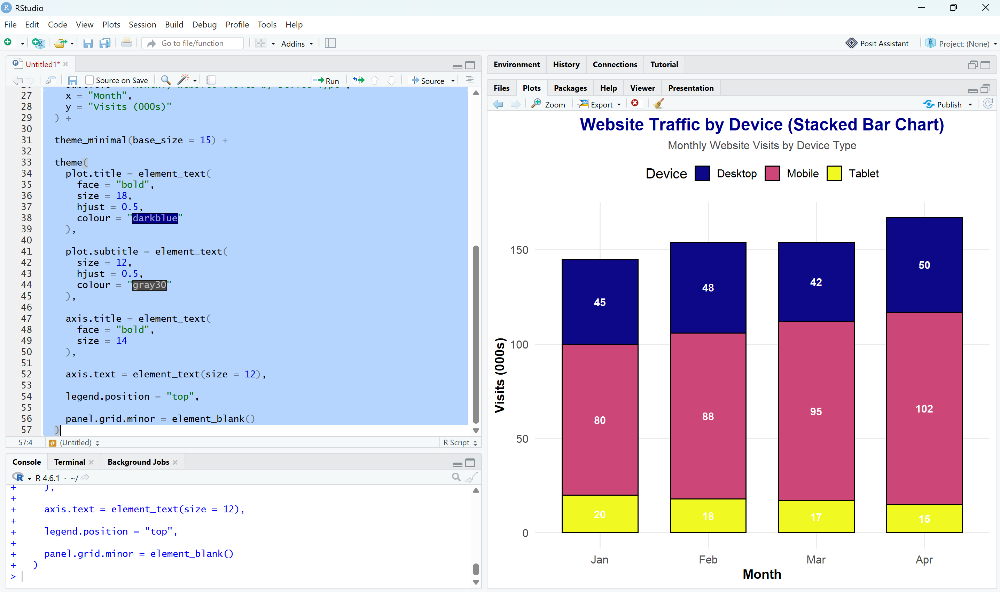 RStudio
File Edit Code View Plots Session Build Debug Profile Tools Help
Go to file/function Addins Posit Assistant Project: (None)
Untitled1*
Source on Save Run Source
27 x = "Month",
28 y = "Visits (000s)"
29 ) +
30
31 theme_minimal(base_size = 15) +
32
33 theme(
34 plot.title = element_text(
35 face = "bold",
36 size = 18,
37 hjust = 0.5,
38 colour = "darkblue"
39 ),
40
41 plot.subtitle = element_text(
42 size = 12,
43 hjust = 0.5,
44 colour = "gray30"
45 ),
46
47 axis.title = element_text(
48 face = "bold",
49 size = 14
50 ),
51
52 axis.text = element_text(size = 12),
53
54 legend.position = "top",
55
56 panel.grid.minor = element_blank()
57 )
57:4 # (Untitled) R Script
Console Terminal Background Jobs
R R 4.6.1 · ~/
+ ),
+
+ axis.text = element_text(size = 12),
+
+ legend.position = "top",
+
+ panel.grid.minor = element_blank()
+ )
>
Environment History Connections Tutorial
Files Plots Packages Help Viewer Presentation
Zoom Export Publish
Website Traffic by Device (Stacked Bar Chart)
Monthly Website Visits by Device Type
Device Desktop Mobile Tablet
Visits (000s)
150
100
50
0
45 48 42 50
80 88 95 102
20 18 17 15
Jan Feb Mar Apr
Month